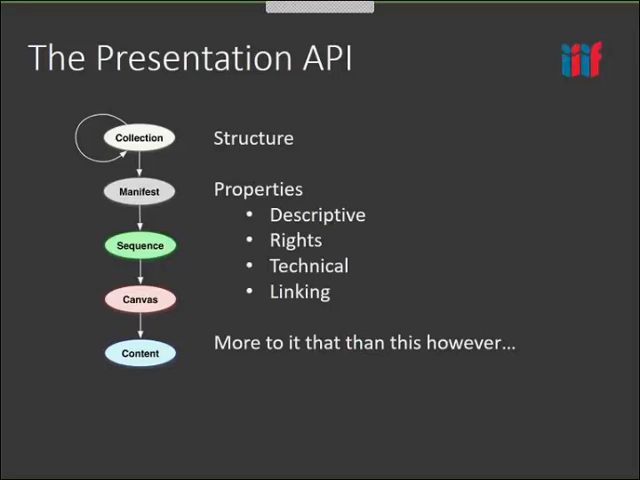 The Presentation API
iiif
Collection
Manifest
Sequence
Canvas
Content
Structure
Properties
• Descriptive
• Rights
• Technical
• Linking
More to it that than this however...